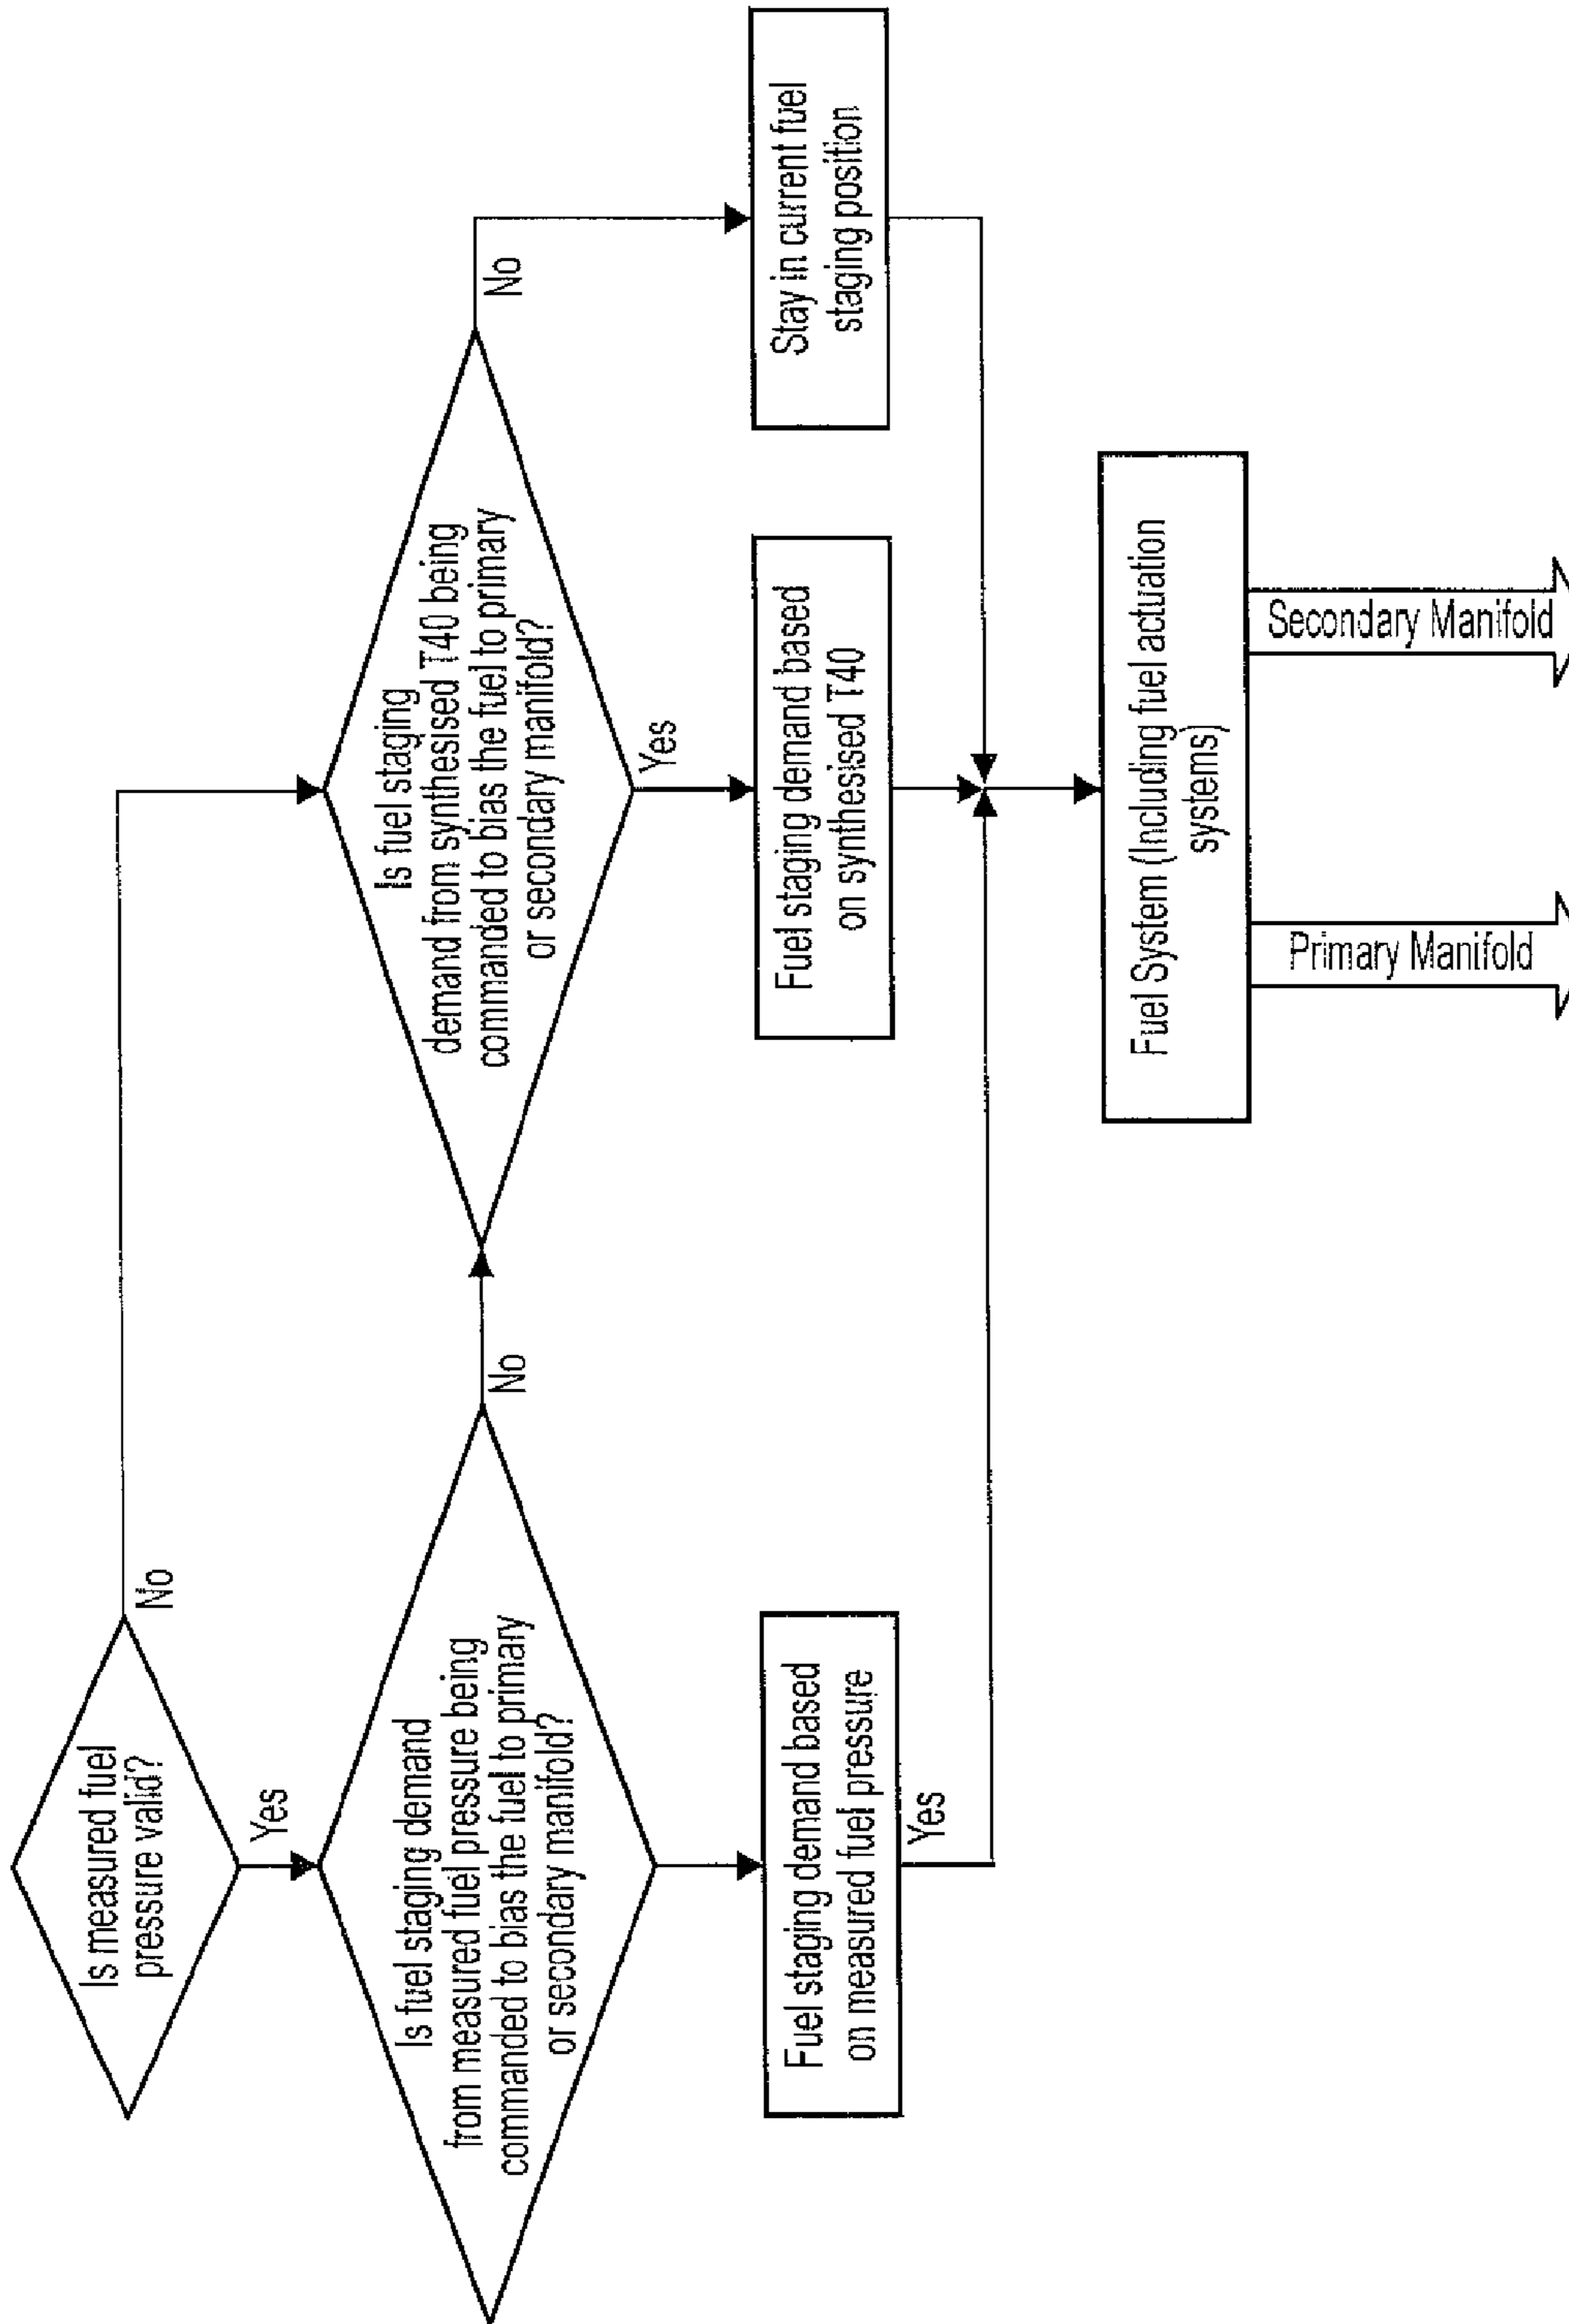 Is measured fuel
pressure valid?
No
Yes
Is fuel staging demand
from measured fuel pressure being
commanded to bias the fuel to primary
or secondary manifold?
No
Is fuel staging
demand from synthesised T40 being
commanded to bias the fuel to primary
or secondary manifold?
No
Yes
Fuel staging demand based
on measured fuel pressure
Yes
Fuel staging demand based
on synthesised T40
Stay in current fuel
staging position
Fuel System (Including fuel actuation
systems)
Primary Manifold
Secondary Manifold